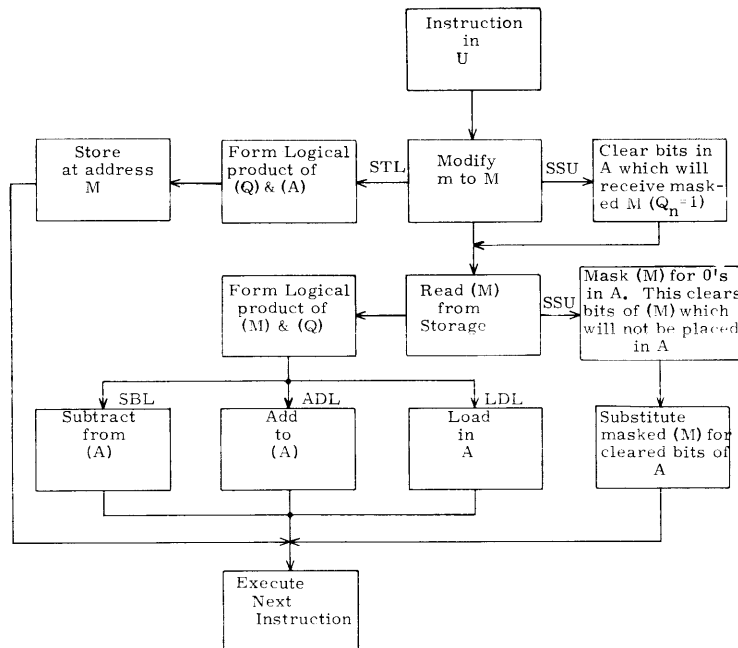 Instruction
in
U
Store
at address
M
Form Logical
product of
(Q) & (A)
STL
Modify
m to M
SSU
Clear bits in
A which will
receive mask-
ed M (Qn=1)
Form Logical
product of
(M) & (Q)
Read (M)
from
Storage
SSU
Mask (M) for 0's
in A. This clears
bits of (M) which
will not be placed
in A
SBL
ADL
LDL
Subtract
from
(A)
Add
to
(A)
Load
in
A
Substitute
masked (M) for
cleared bits of
A
Execute
Next
Instruction